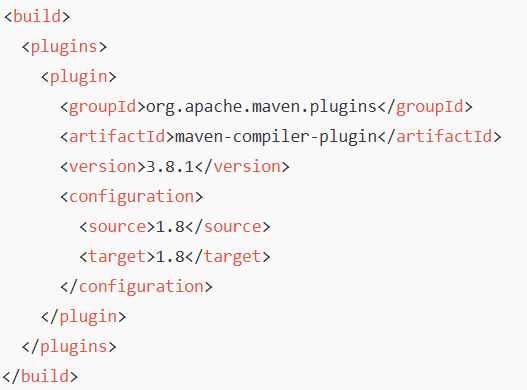 <build>
<plugins>
<plugin>
<groupId>org.apache.maven.plugins</groupId>
<artifactId>maven-compiler-plugin</artifactId>
<version>3.8.1</version>
<configuration>
<source>1.8</source>
<target>1.8</target>
</configuration>
</plugin>
</plugins>
</build>